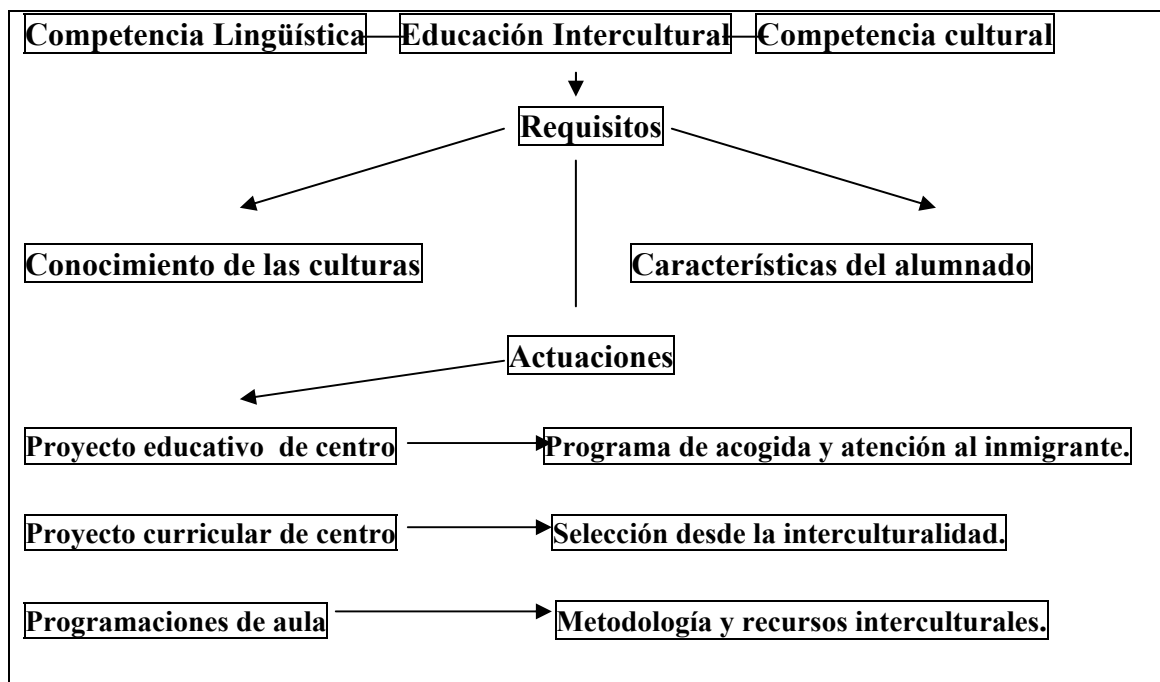 Competencia Lingüística Educación Intercultural Competencia cultural
Requisitos
Conocimiento de las culturas Características del alumnado
Actuaciones
Proyecto educativo de centro Programa de acogida y atención al inmigrante.
Proyecto curricular de centro Selección desde la interculturalidad.
Programaciones de aula Metodología y recursos interculturales.